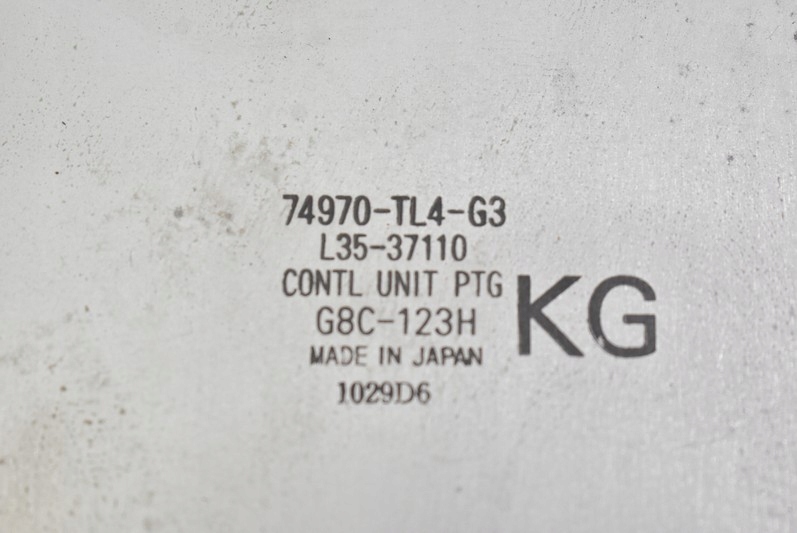 74970-TL4-G3
L35-37110
CONTL UNIT PTG
G8C-123H
KG
MADE IN JAPAN
1029D6